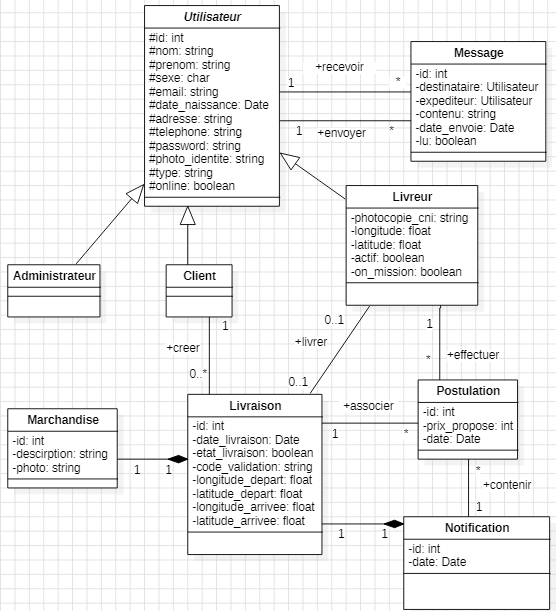 Utilisateur
#id: int
#nom: string
#prenom: string
#sexe: char
#email: string
#date_naissance: Date
#adresse: string
#telephone: string
#password: string
#photo_identite: string
#type: string
#online: boolean
+recevoir
1
*
1
+envoyer
*
Message
-id: int
-destinataire: Utilisateur
-expediteur: Utilisateur
-contenu: string
-date_envoie: Date
-lu: boolean
Livreur
-photocopie_cni: string
-longitude: float
-latitude: float
-actif: boolean
-on_mission: boolean
Administrateur
Client
1
+creer
0..*
0..1
+livrer
0..1
1
+effectuer
*
Marchandise
-id: int
-descirption: string
-photo: string
1
1
Livraison
-id: int
-date_livraison: Date
-etat_livraison: boolean
-code_validation: string
-longitude_depart: float
-latitude_depart: float
-longitude_arrivee: float
-latitude_arrivee: float
+associer
1
*
Postulation
-id: int
-prix_propose: int
-date: Date
*
+contenir
1
1
1
Notification
-id: int
-date: Date